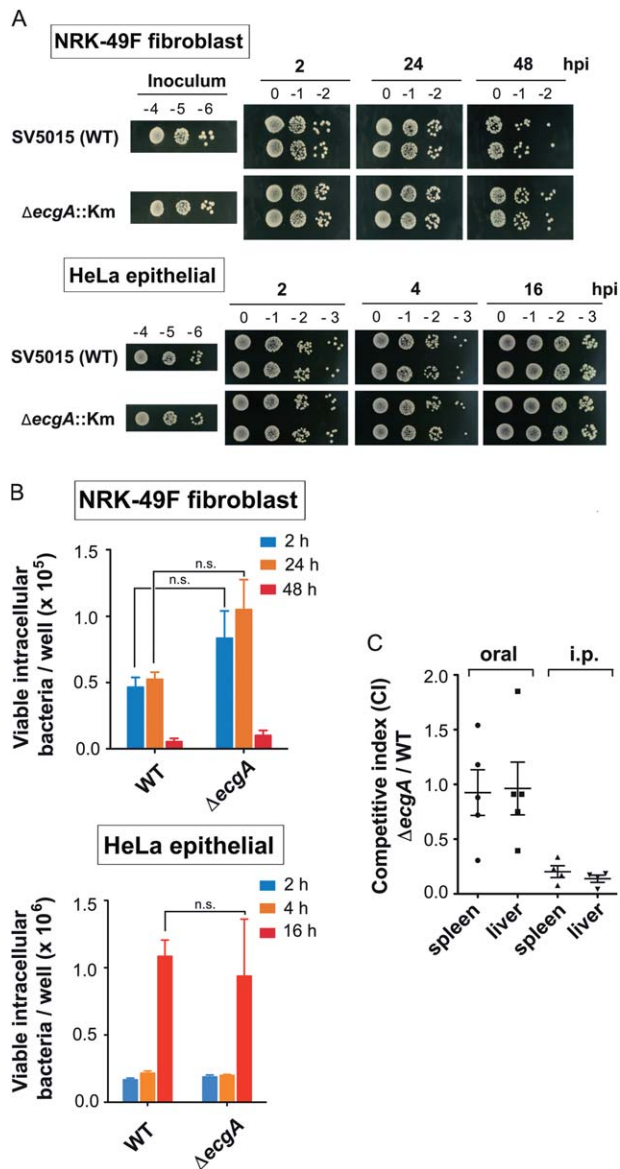 A
NRK-49F fibroblast
Inoculum
2 24 48 hpi
-4 -5 -6
0 -1 -2 0 -1 -2 0 -1 -2
SV5015 (WT)
ΔecgA::Km
HeLa epithelial
2 4 16 hpi
-4 -5 -6
0 -1 -2 -3 0 -1 -2 -3 0 -1 -2 -3
SV5015 (WT)
ΔecgA::Km
B
NRK-49F fibroblast
Viable intracellular
bacteria / well (x 10⁵)
1.5
1.0
0.5
0.0
n.s.
n.s.
2 h
24 h
48 h
WT ΔecgA
HeLa epithelial
Viable intracellular
bacteria / well (x 10⁶)
1.5
1.0
0.5
0.0
n.s.
2 h
4 h
16 h
WT ΔecgA
C
oral i.p.
Competitive index (CI)
ΔecgA / WT
2.0
1.5
1.0
0.5
0.0
spleen liver spleen liver